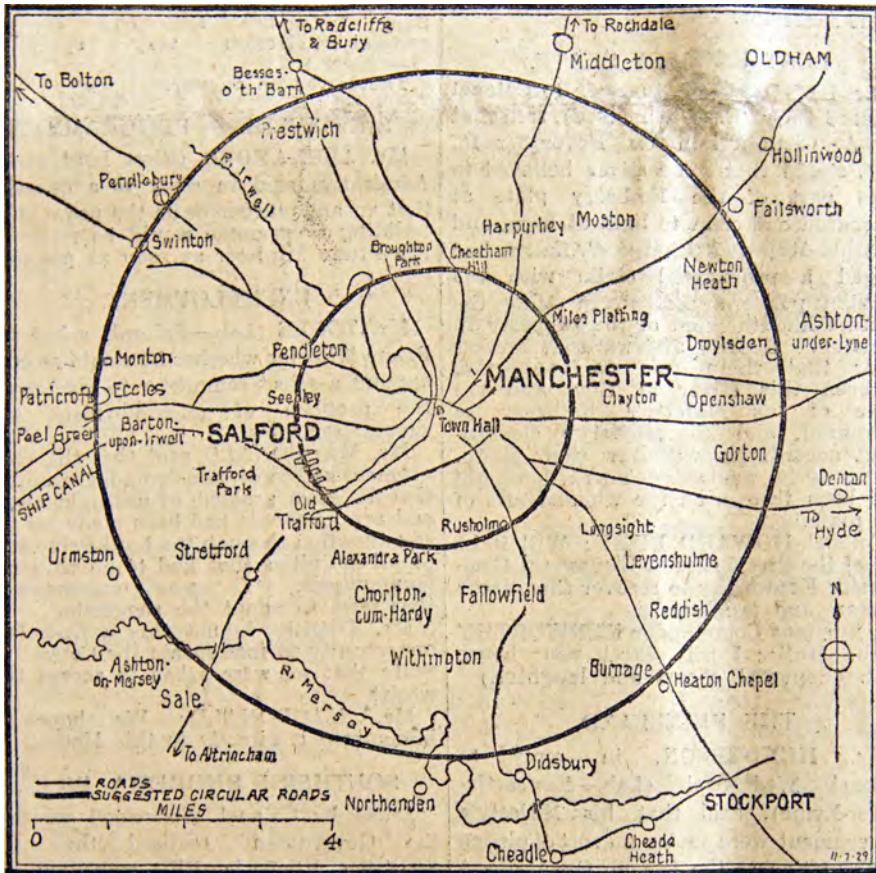 To Radcliffe
& Bury
To Rochdale
Middleton
OLDHAM
To Bolton
Besses-
o'th'Barn
Prestwich
Hollinwood
R. Irwell
Pendlebury
Failsworth
Swinton
Harpurhey
Moston
Broughton
Park
Cheetham
Hill
Newton
Heath
Miles Platting
Ashton-
under-Lyne
Droylsden
Monton
Pendleton
MANCHESTER
Patricroft
Eccles
Seedley
Clayton
Openshaw
Peel Green
Barton-
upon-Irwell
SALFORD
Town Hall
Gorton
SHIP CANAL
Trafford
Park
Denton
To
Hyde
Old
Trafford
Rusholme
Longsight
Urmston
Stretford
Alexandra Park
Levenshulme
Chorlton-
cum-Hardy
Fallowfield
Reddish
N
Ashton-
on-Mersey
Withington
Burnage
Heaton Chapel
Sale
R. Mersey
To Altrincham
Didsbury
ROADS
SUGGESTED CIRCULAR ROADS
MILES
0
4
Northenden
STOCKPORT
Cheadle
Cheadle
Heath
11-7-29